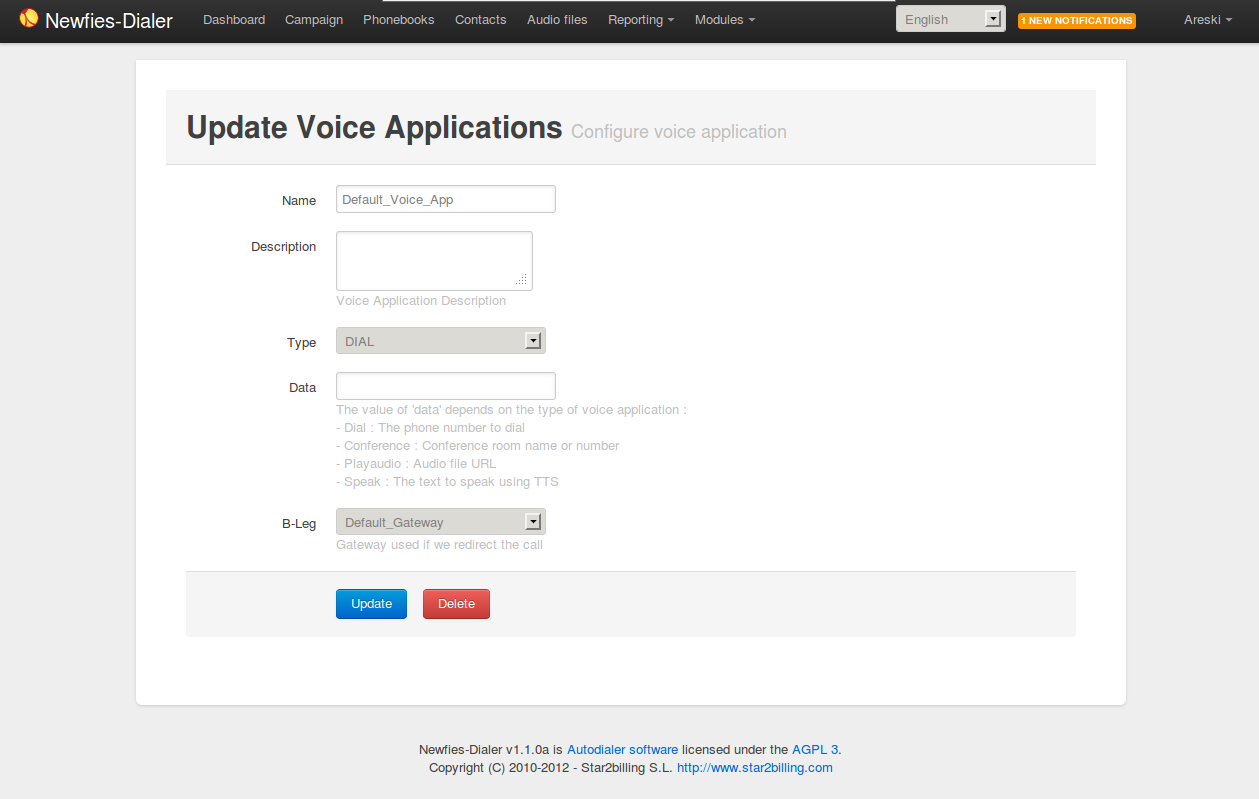 Newfies-Dialer Dashboard Campaign Phonebooks Contacts Audio files Reporting Modules English 1 NEW NOTIFICATIONS Areski
Update Voice Applications Configure voice application
Name Default_Voice_App
Description
Voice Application Description
Type DIAL
Data
The value of 'data' depends on the type of voice application :
- Dial : The phone number to dial
- Conference : Conference room name or number
- Playaudio : Audio file URL
- Speak : The text to speak using TTS
B-Leg Default_Gateway
Gateway used if we redirect the call
Update Delete
Newfies-Dialer v1.1.0a is Autodialer software licensed under the AGPL 3.
Copyright (C) 2010-2012 - Star2billing S.L. http://www.star2billing.com